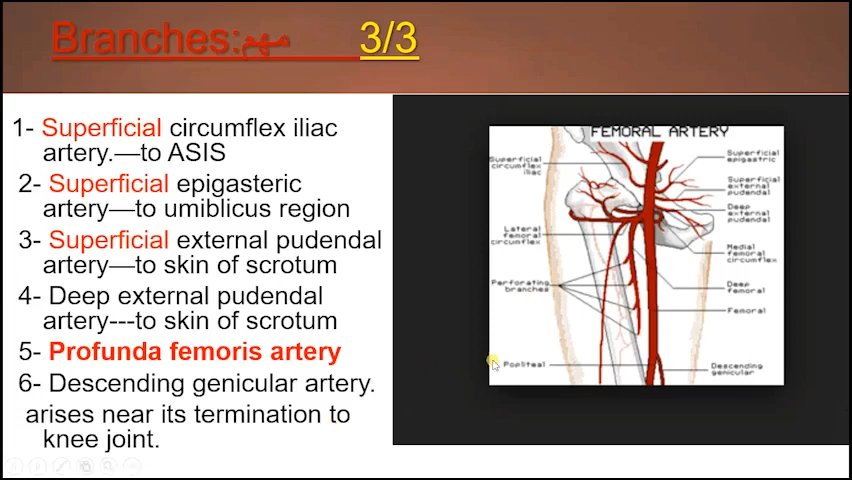 Branches:مهم 3/3
1- Superficial circumflex iliac
artery.—to ASIS
2- Superficial epigasteric
artery—to umiblicus region
3- Superficial external pudendal
artery—to skin of scrotum
4- Deep external pudendal
artery---to skin of scrotum
5- Profunda femoris artery
6- Descending genicular artery.
arises near its termination to
knee joint.
FEMORAL ARTERY
Superficial
circumflex
iliac
Lateral
femoral
circumflex
Perforating
branches
Popliteal
Superficial
epigastric
Superficial
external
pudendal
Deep
external
pudendal
Medial
femoral
circumflex
Deep
femoral
Femoral
Descending
genicular